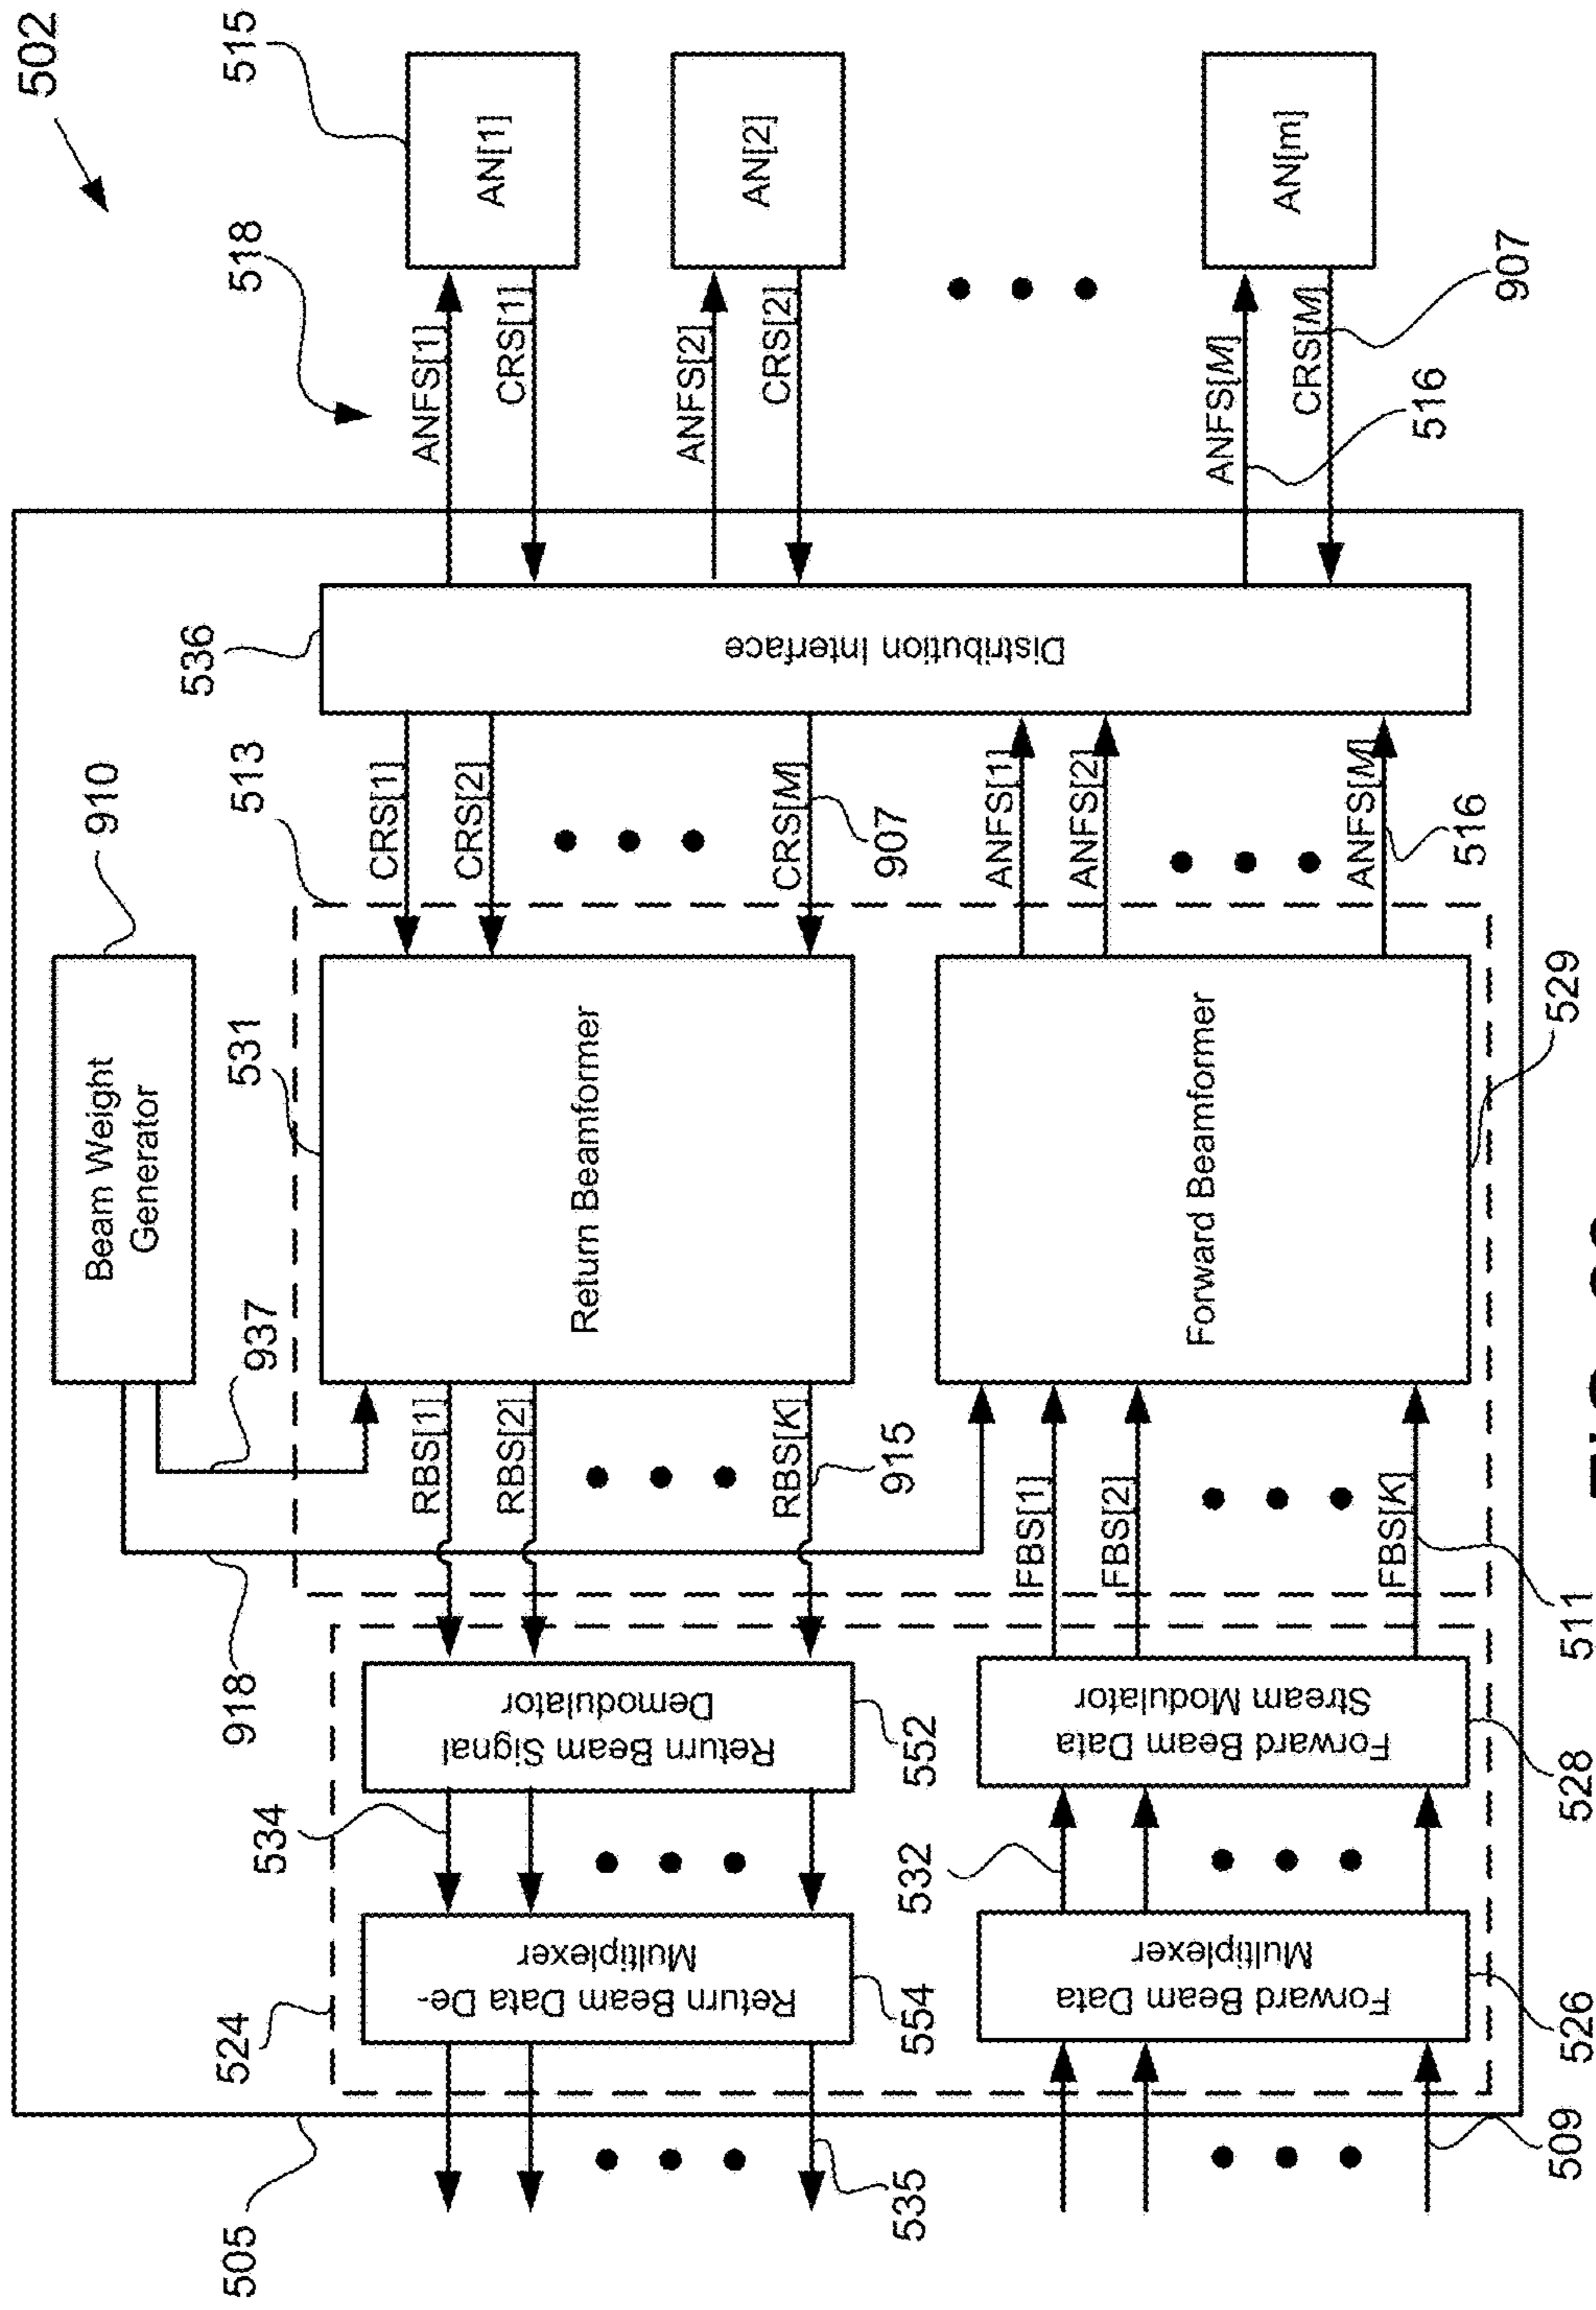 502
515
518
AN[1]
ANFS[1]
CRS[1]
AN[2]
ANFS[2]
CRS[2]
AN[m]
ANFS[M]
CRS[M]
907
516
536
Distribution Interface
513
910
Beam Weight
Generator
CRS[1]
CRS[2]
CRS[M]
907
ANFS[1]
ANFS[2]
ANFS[M]
516
531
Return Beamformer
Forward Beamformer
529
937
918
RBS[1]
RBS[2]
RBS[K]
915
FBS[1]
FBS[2]
FBS[K]
511
Return Beam Signal
Demodulator
552
534
Forward Beam Data
Stream Modulator
528
532
524
Return Beam Data De-
Multiplexer
554
Forward Beam Data
Multiplexer
526
505
535
509